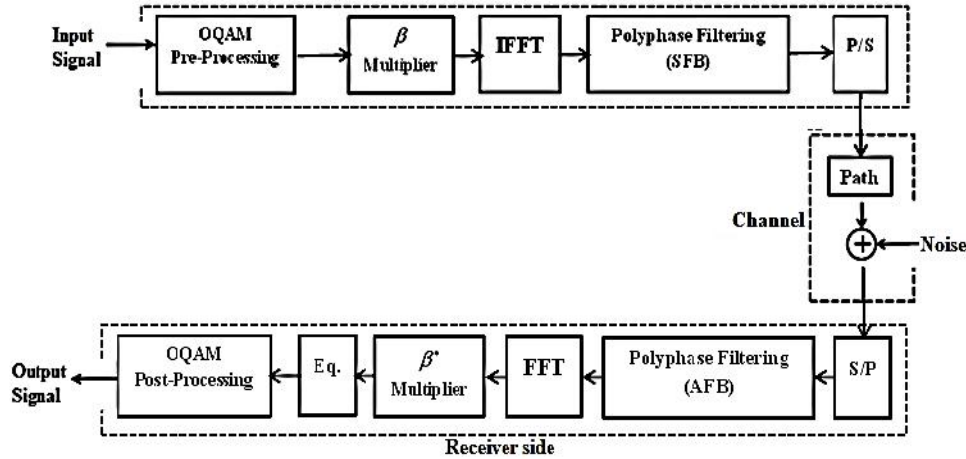 Input
Signal
OQAM
Pre-Processing
β
Multiplier
IFFT
Polyphase Filtering
(SFB)
P/S
Path
Channel
+
Noise
Output
Signal
OQAM
Post-Processing
Eq.
β*
Multiplier
FFT
Polyphase Filtering
(AFB)
S/P
Receiver side